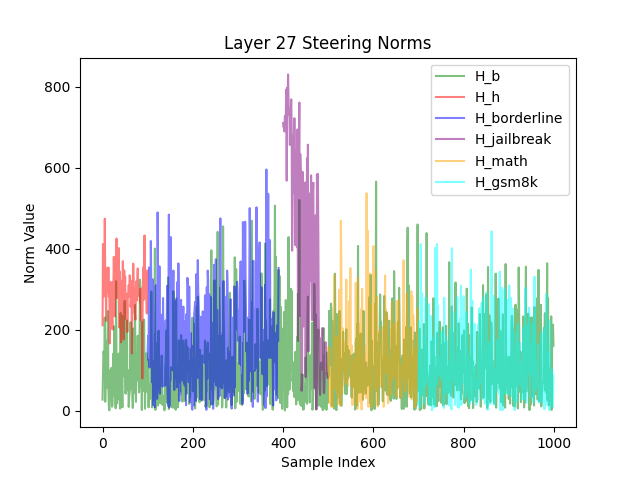 Layer 27 Steering Norms
H_b
H_h
H_borderline
H_jailbreak
H_math
H_gsm8k
Norm Value
800
600
400
200
0
0
200
400
600
800
1000
Sample Index